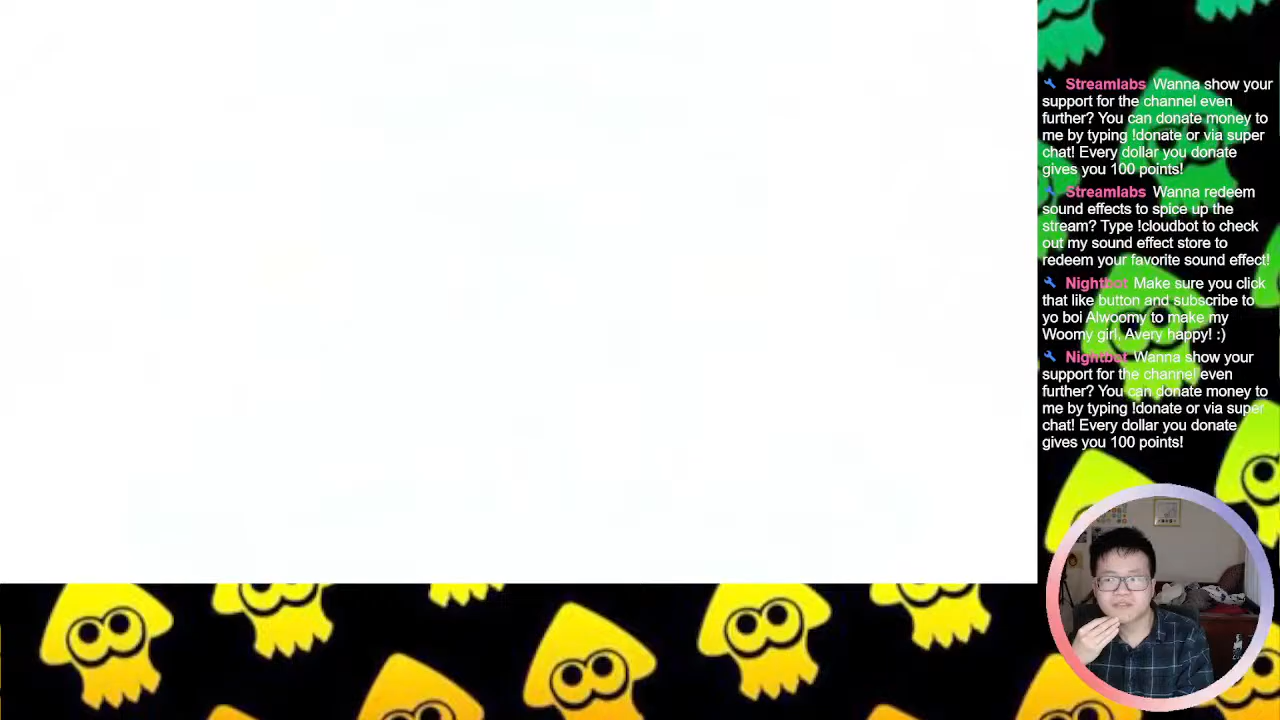 Streamlabs Wanna show your
support for the channel even
further? You can donate money to
me by typing !donate or via super
chat! Every dollar you donate
gives you 100 points!
Streamlabs Wanna redeem
sound effects to spice up the
stream? Type !cloudbot to check
out my sound effect store to
redeem your favorite sound effect!
Nightbot Make sure you click
that like button and subscribe to
yo boi Alwoomy to make my
Woomy girl, Avery happy! :)
Nightbot Wanna show your
support for the channel even
further? You can donate money to
me by typing !donate or via super
chat! Every dollar you donate
gives you 100 points!